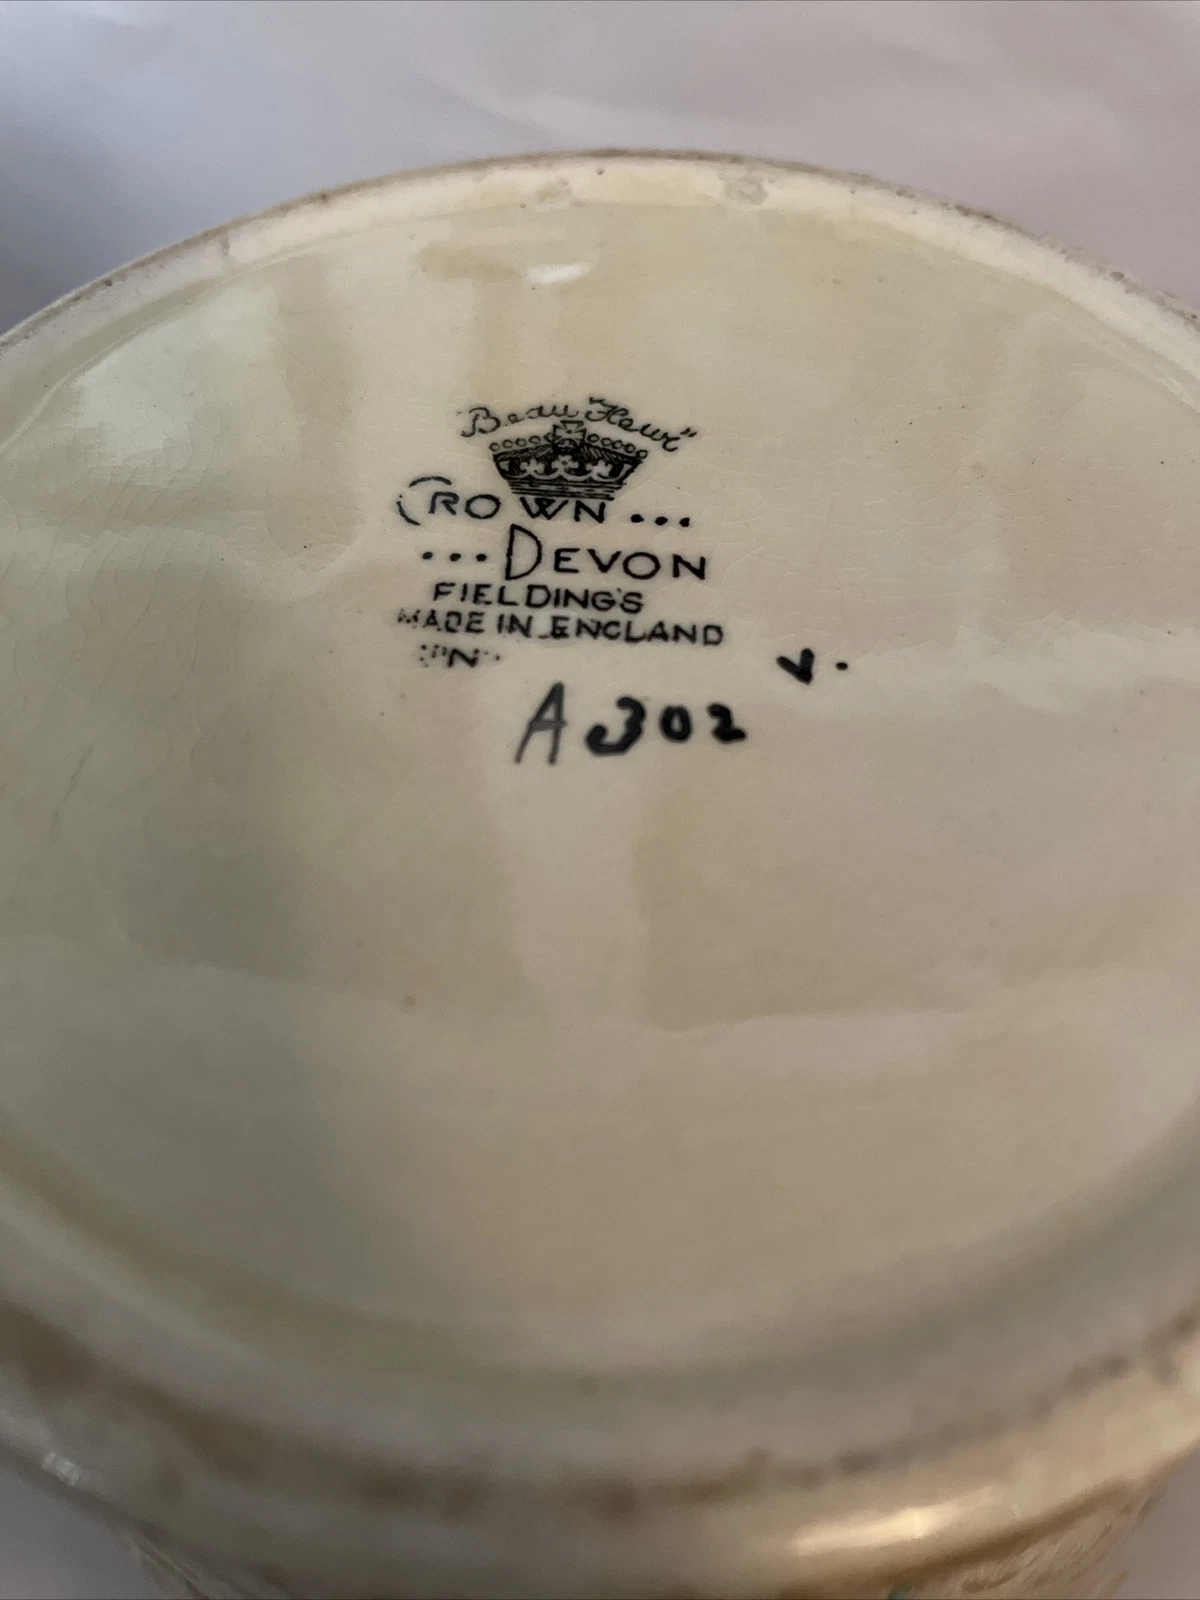 Beau Fleur"
CROWN ...
... DEVON
FIELDING'S
MADE IN ENGLAND
V.
A302